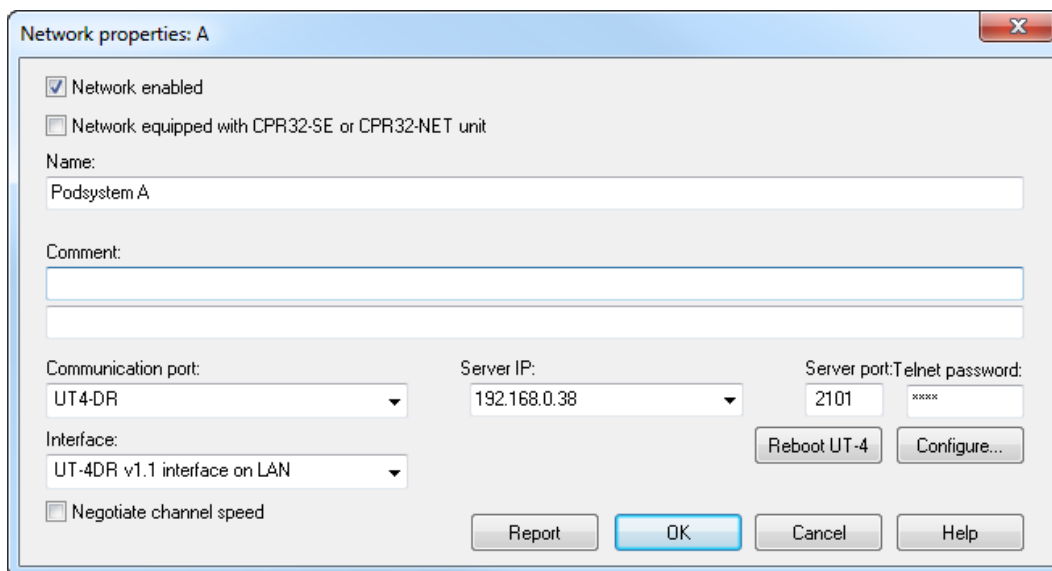 Network properties: A
Network enabled
Network equipped with CPR32-SE or CPR32-NET unit
Name:
Podsystem A
Comment:
Communication port: Server IP: Server port: Telnet password:
UT4-DR 192.168.0.38 2101 ****
Interface: Reboot UT-4 Configure...
UT-4DR v1.1 interface on LAN
Negotiate channel speed
Report OK Cancel Help